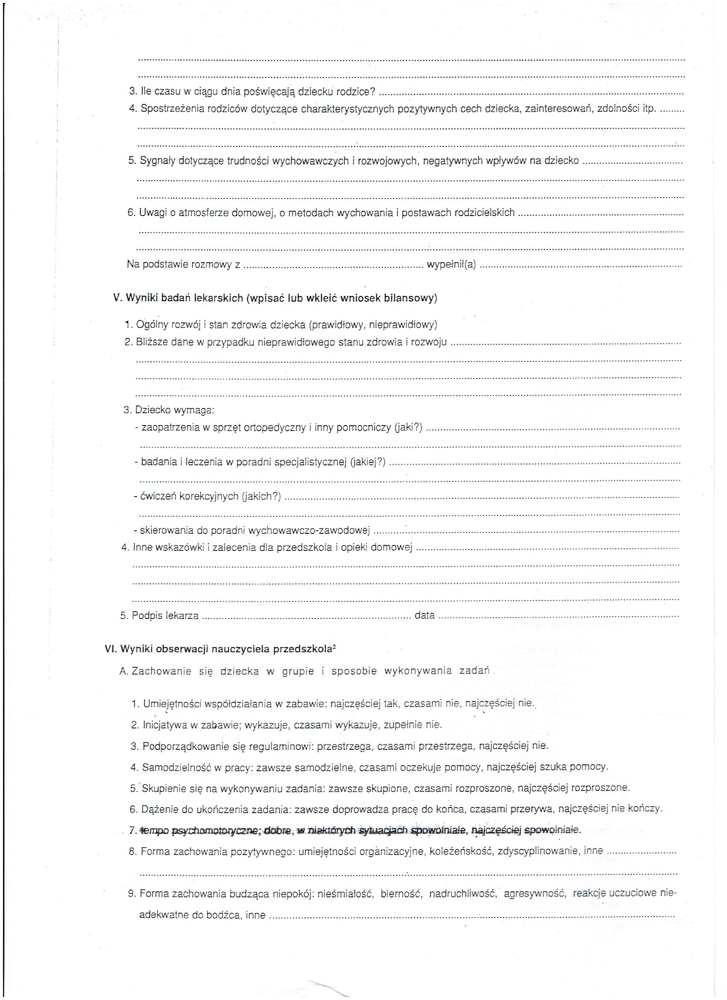 3. Ile czasu w ciągu dnia poświęcają dziecku rodzice? ..........
4. Spostrzeżenia rodziców dotyczące charakterystycznych pozytywnych cech dziecka, zainteresowań, zdolności itp. ..........
5. Sygnały dotyczące trudności wychowawczych i rozwojowych, negatywnych wpływów na dziecko ..........
6. Uwagi o atmosferze domowej, o metodach wychowania i postawach rodzicielskich ..........
Na podstawie rozmowy z .......... wypełnił(a) ..........
V. Wyniki badań lekarskich (wpisać lub wkleić wniosek bilansowy)
1. Ogólny rozwój i stan zdrowia dziecka (prawidłowy, nieprawidłowy)
2. Bliższe dane w przypadku nieprawidłowego stanu zdrowia i rozwoju ..........
3. Dziecko wymaga:
- zaopatrzenia w sprzęt ortopedyczny i inny pomocniczy (jaki?) ..........
- badania i leczenia w poradni specjalistycznej (jakiej?) ..........
- ćwiczeń korekcyjnych (jakich?) ..........
- skierowania do poradni wychowawczo-zawodowej ..........
4. Inne wskazówki i zalecenia dla przedszkola i opieki domowej ..........
5. Podpis lekarza .......... data ..........
VI. Wyniki obserwacji nauczyciela przedszkola²
A. Zachowanie się dziecka w grupie i sposobie wykonywania zadań
1. Umiejętności współdziałania w zabawie: najczęściej tak, czasami nie, najczęściej nie.
2. Inicjatywa w zabawie; wykazuje, czasami wykazuje, zupełnie nie.
3. Podporządkowanie się regulaminowi: przestrzega, czasami przestrzega, najczęściej nie.
4. Samodzielność w pracy: zawsze samodzielne, czasami oczekuje pomocy, najczęściej szuka pomocy.
5. Skupienie się na wykonywaniu zadania: zawsze skupione, czasami rozproszone, najczęściej rozproszone.
6. Dążenie do ukończenia zadania: zawsze doprowadza pracę do końca, czasami przerywa, najczęściej nie kończy.
7. tempo psychomotoryczne; dobre, w niektórych sytuacjach spowolniałe, najczęściej spowolniałe.
8. Forma zachowania pozytywnego: umiejętności organizacyjne, koleżeńskość, zdyscyplinowanie, inne ..........
9. Forma zachowania budząca niepokój: nieśmiałość, bierność, nadruchliwość, agresywność, reakcje uczuciowe nie-
adekwatne do bodźca, inne ..........